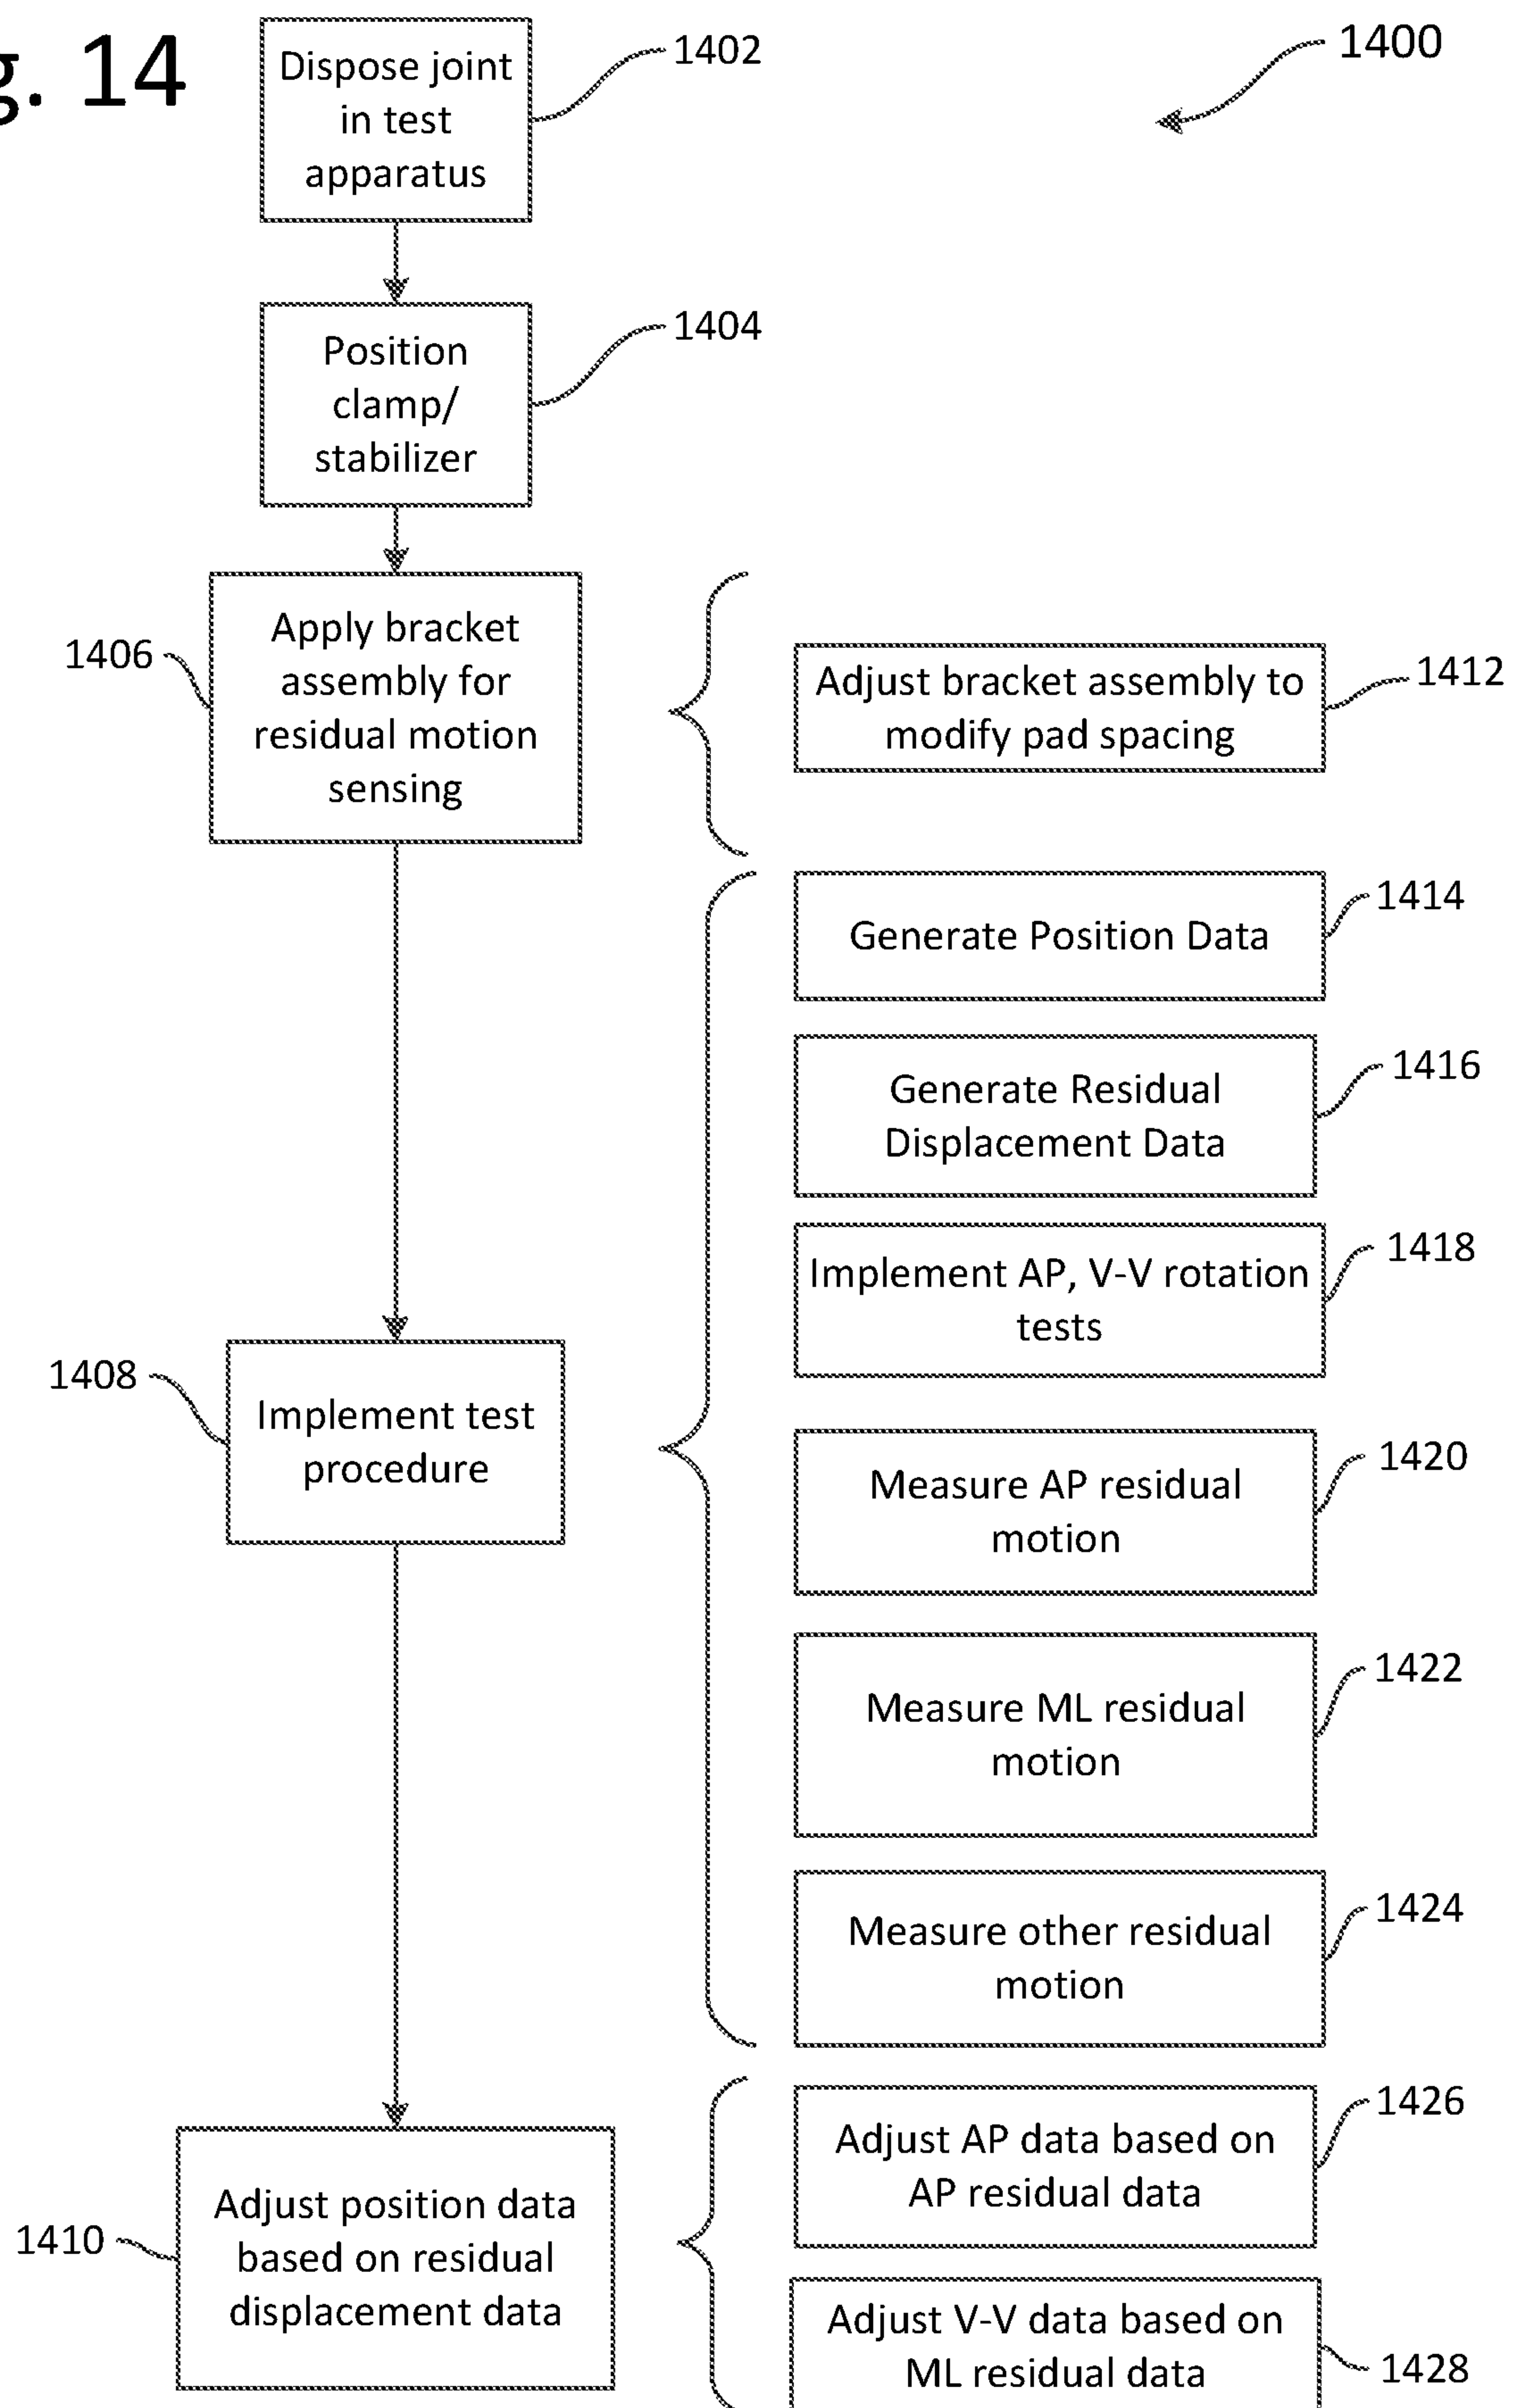 g. 14
1400
Dispose joint
in test
apparatus
1402
Position
clamp/
stabilizer
1404
Apply bracket
assembly for
residual motion
sensing
1406
Adjust bracket assembly to
modify pad spacing
1412
Generate Position Data
1414
Generate Residual
Displacement Data
1416
Implement AP, V-V rotation
tests
1418
Implement test
procedure
1408
Measure AP residual
motion
1420
Measure ML residual
motion
1422
Measure other residual
motion
1424
Adjust position data
based on residual
displacement data
1410
Adjust AP data based on
AP residual data
1426
Adjust V-V data based on
ML residual data
1428